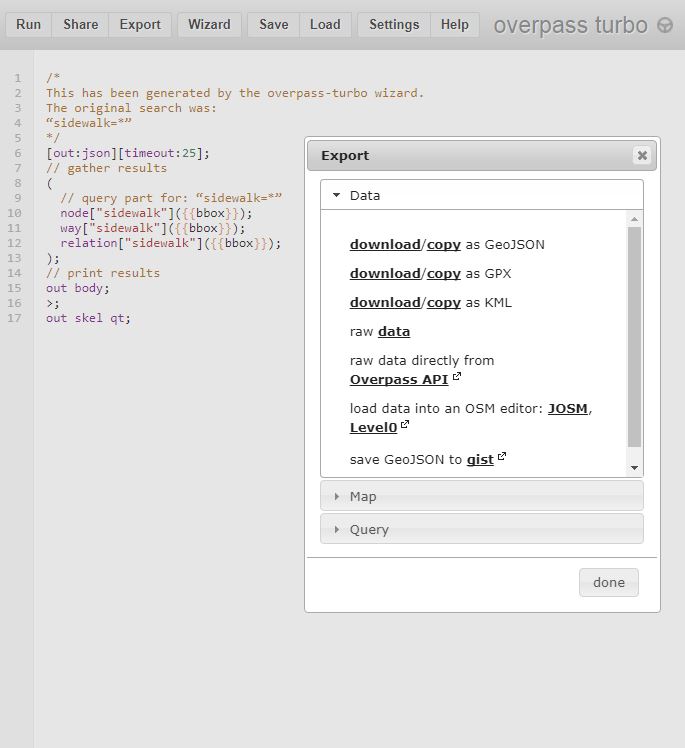 Run Share Export Wizard Save Load Settings Help overpass turbo
1 /*
2 This has been generated by the overpass-turbo wizard.
3 The original search was:
4 “sidewalk=*”
5 */
6 [out:json][timeout:25];
7 // gather results
8 (
9 // query part for: “sidewalk=*”
10 node["sidewalk"]({{bbox}});
11 way["sidewalk"]({{bbox}});
12 relation["sidewalk"]({{bbox}});
13 );
14 // print results
15 out body;
16 >;
17 out skel qt;
Export
Data
download/copy as GeoJSON
download/copy as GPX
download/copy as KML
raw data
raw data directly from
Overpass API
load data into an OSM editor: JOSM,
Level0
save GeoJSON to gist
Map
Query
done